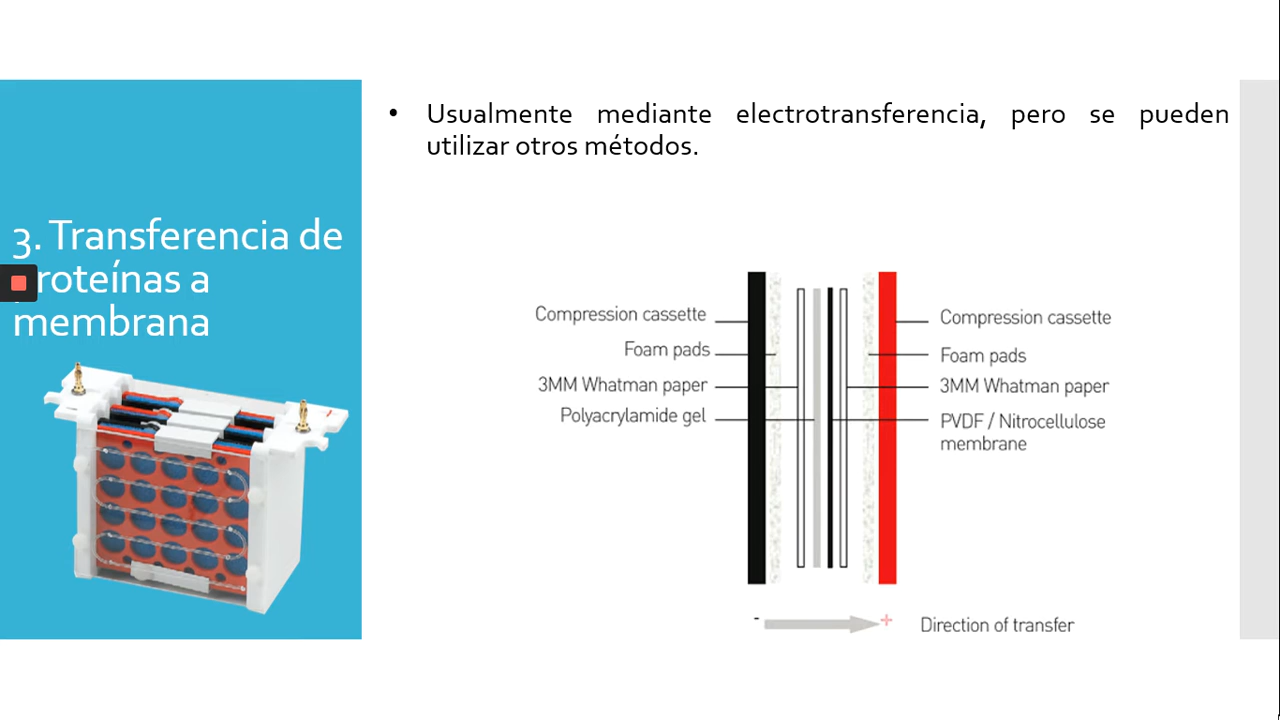 • Usualmente mediante electrotransferencia, pero se pueden
utilizar otros métodos.
3. Transferencia de
roteínas a
membrana
Compression cassette
Foam pads
3MM Whatman paper
Polyacrylamide gel
Compression cassette
Foam pads
3MM Whatman paper
PVDF / Nitrocellulose
membrane
- +
Direction of transfer